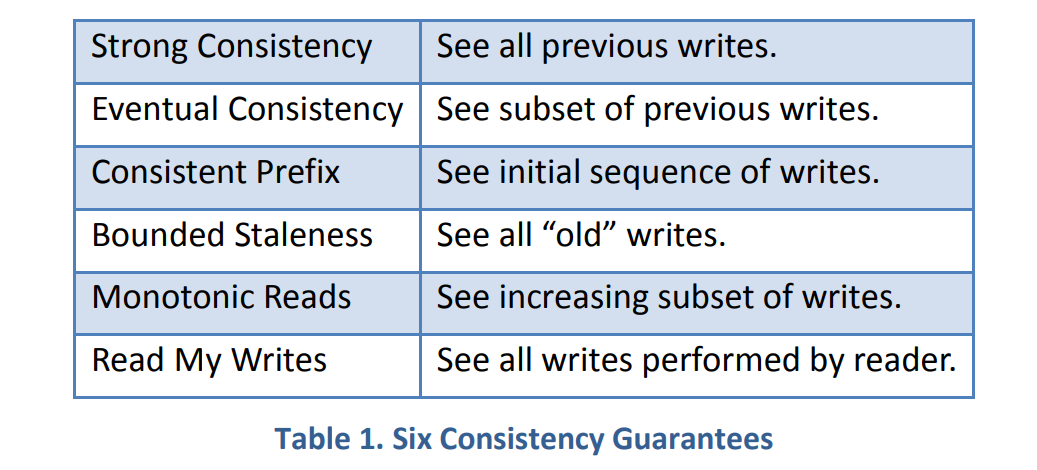 Strong Consistency See all previous writes.
Eventual Consistency See subset of previous writes.
Consistent Prefix See initial sequence of writes.
Bounded Staleness See all “old” writes.
Monotonic Reads See increasing subset of writes.
Read My Writes See all writes performed by reader.
Table 1. Six Consistency Guarantees